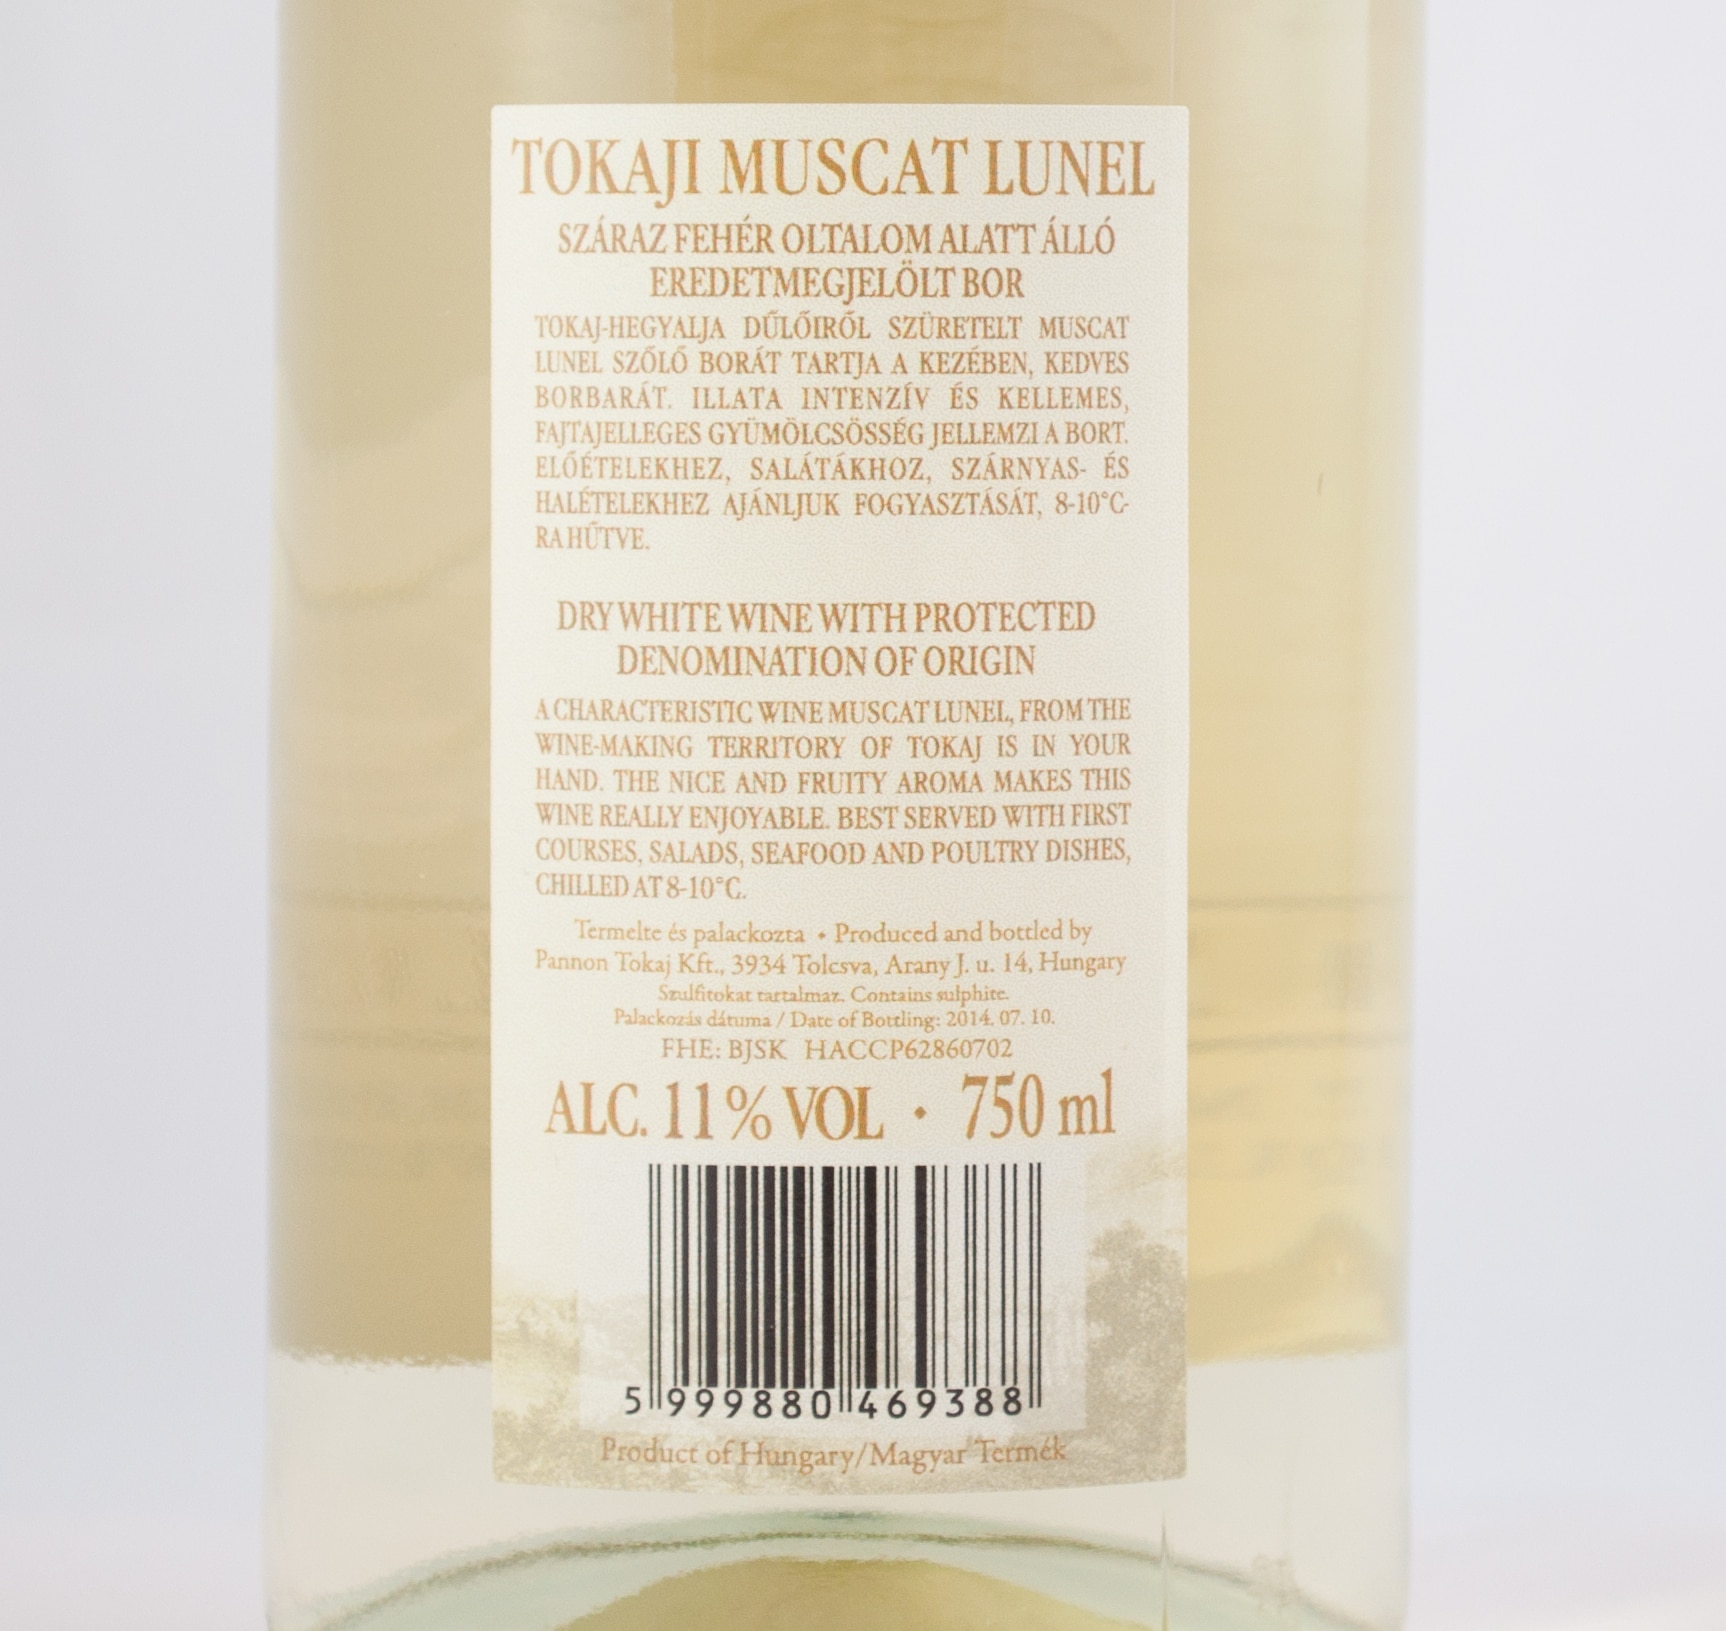 TOKAJI MUSCAT LUNEL
SZÁRAZ FEHÉR OLTALOM ALATT ÁLLÓ
EREDETMEGJELÖLT BOR
TOKAJ-HEGYALJA DŰLŐIRŐL SZÜRETELT MUSCAT
LUNEL SZŐLŐ BORÁT TARTJA A KEZÉBEN, KEDVES
BORBARÁT. ILLATA INTENZÍV ÉS KELLEMES,
FAJTAJELLEGES GYÜMÖLCSÖSSÉG JELLEMZI A BORT.
ELŐÉTELEKHEZ, SALÁTÁKHOZ, SZÁRNYAS- ÉS
HALÉTELEKHEZ AJÁNLJUK FOGYASZTÁSÁT, 8-10°C-
RA HŰTVE.
DRY WHITE WINE WITH PROTECTED
DENOMINATION OF ORIGIN
A CHARACTERISTIC WINE MUSCAT LUNEL, FROM THE
WINE-MAKING TERRITORY OF TOKAJ IS IN YOUR
HAND. THE NICE AND FRUITY AROMA MAKES THIS
WINE REALLY ENJOYABLE. BEST SERVED WITH FIRST
COURSES, SALADS, SEAFOOD AND POULTRY DISHES,
CHILLED AT 8-10°C.
Termelte és palackozta • Produced and bottled by
Pannon Tokaj Kft., 3934 Tolcsva, Arany J. u. 14, Hungary
Szulfitokat tartalmaz. Contains sulphite.
Palackozás dátuma / Date of Bottling: 2014. 07. 10.
FHE: BJSK HACCP62860702
ALC. 11% VOL • 750 ml
5 999880 469388
Product of Hungary/Magyar Termék